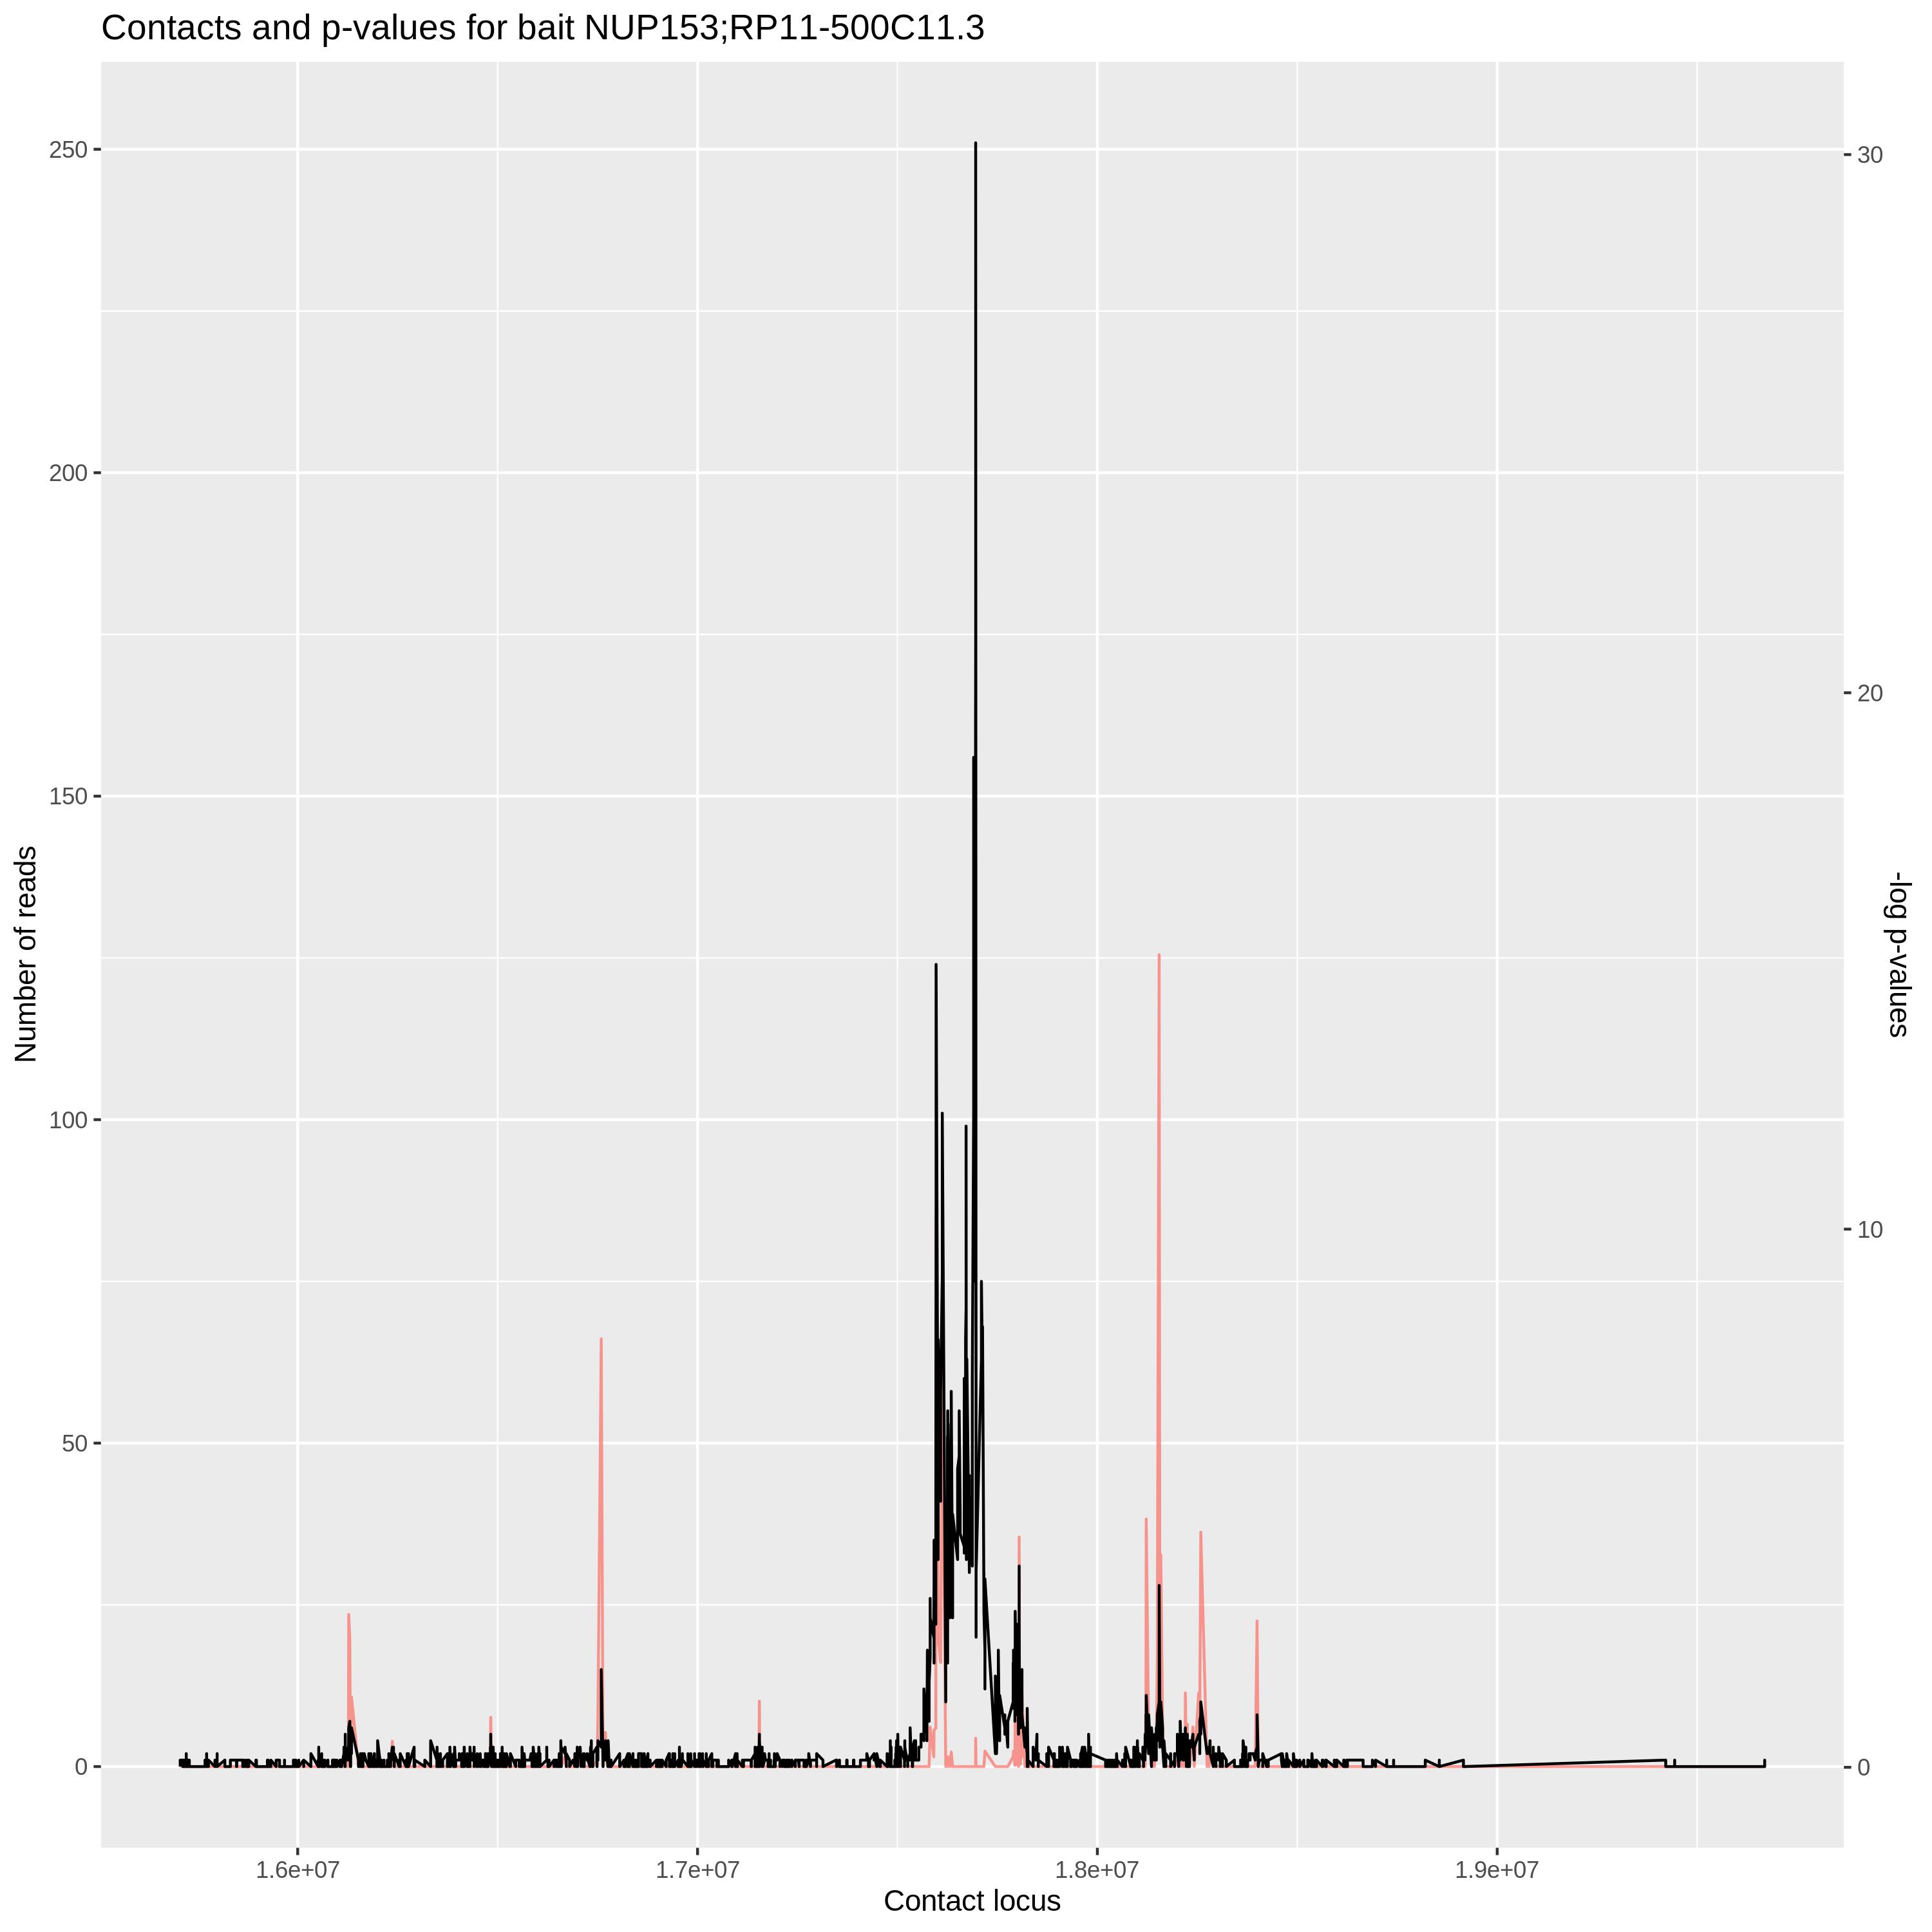 Contacts and p-values for bait NUP153;RP11-500C11.3
250
200
150
100
50
0
30
20
10
0
Number of reads
-log p-values
1.6e+07
1.7e+07
1.8e+07
1.9e+07
Contact locus